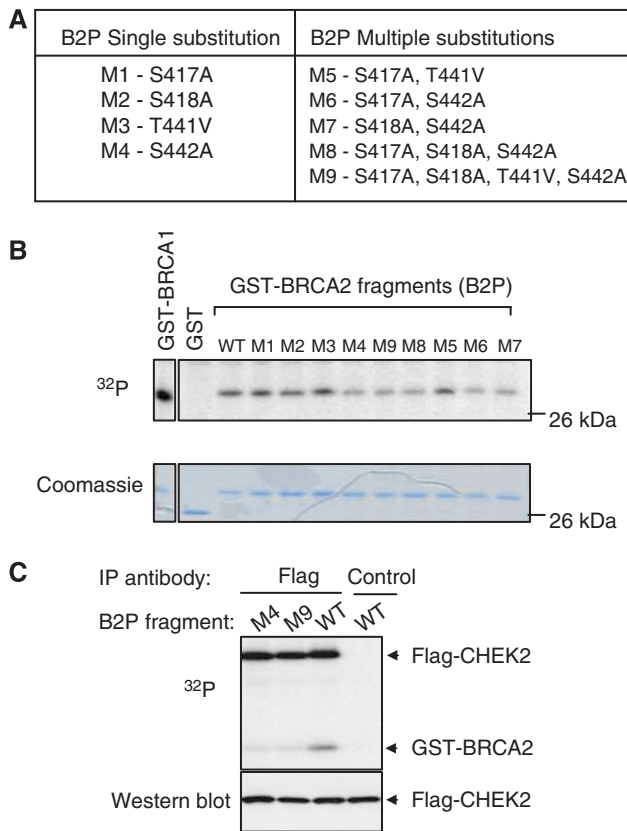 A
B2P Single substitution
B2P Multiple substitutions
M1 - S417A
M2 - S418A
M3 - T441V
M4 - S442A
M5 - S417A, T441V
M6 - S417A, S442A
M7 - S418A, S442A
M8 - S417A, S418A, S442A
M9 - S417A, S418A, T441V, S442A
B
GST-BRCA1
GST
GST-BRCA2 fragments (B2P)
WT M1 M2 M3 M4 M9 M8 M5 M6 M7
32P
26 kDa
Coomassie
26 kDa
C
IP antibody: Flag Control
B2P fragment: M4 M9 WT WT
32P
Flag-CHEK2
GST-BRCA2
Western blot
Flag-CHEK2